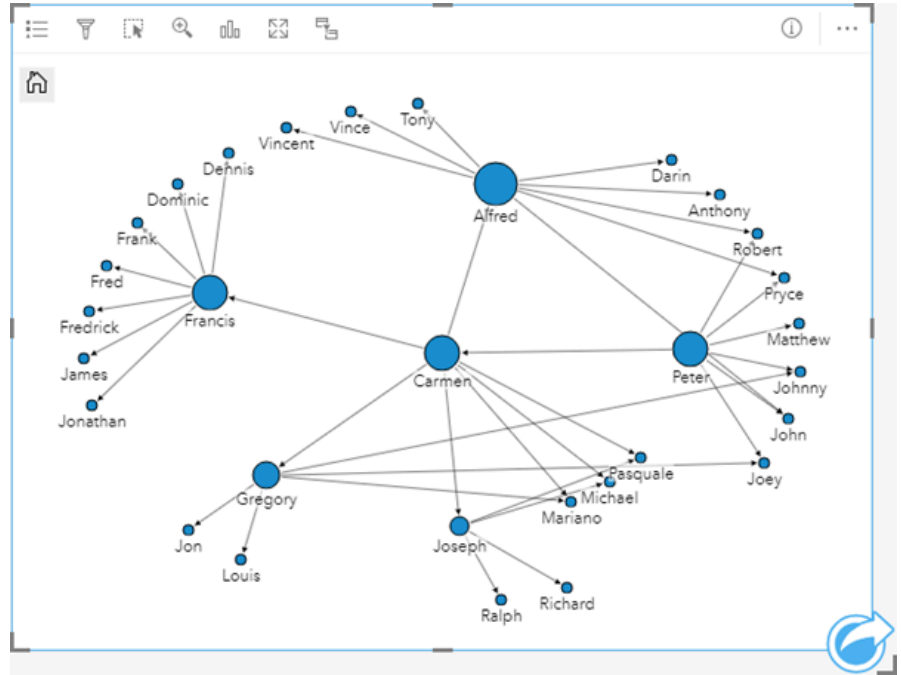 Tony
Vince
Vincent
Dennis
Darin
Dominic
Anthony
Alfred
Frank
Robert
Fred
Pryce
Francis
Fredrick
Matthew
James
Carmen
Peter
Johnny
Jonathan
John
Pasquale
Joey
Michael
Gregory
Mariano
Jon
Joseph
Louis
Richard
Ralph